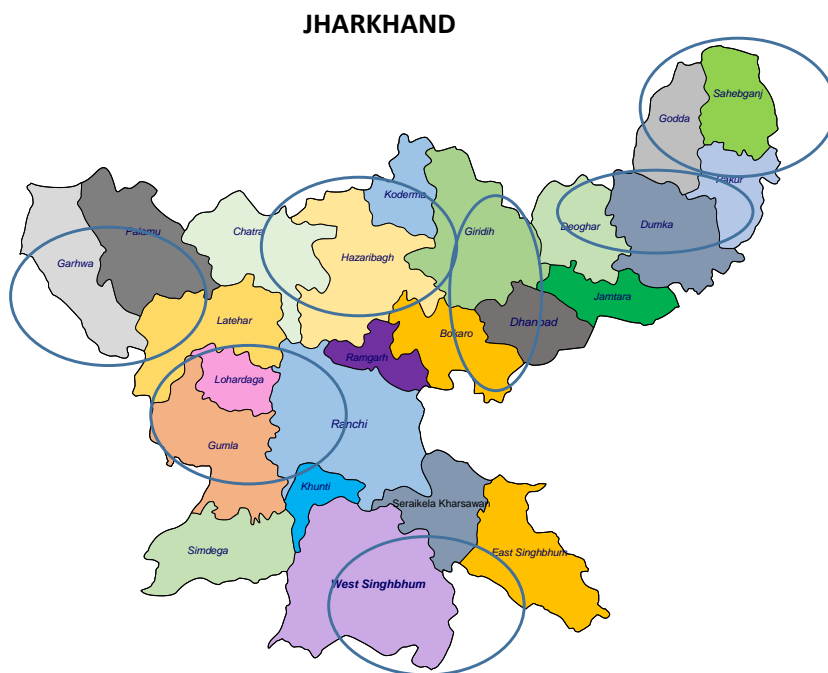 JHARKHAND
Sahebganj
Godda
Pakur
Koderma
Palamu
Chatra
Giridih
Deoghar
Dumka
Garhwa
Hazaribagh
Jamtara
Latehar
Dhanbad
Bokaro
Ramgarh
Lohardaga
Ranchi
Gumla
Khunti
Seraikela Kharsawan
Simdega
East Singhbhum
West Singhbhum